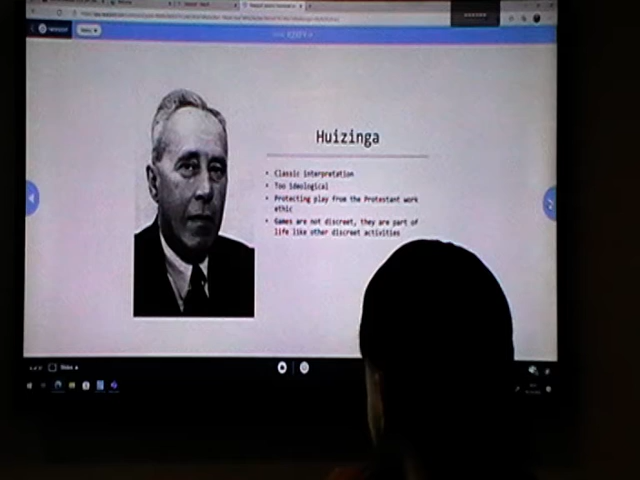 Huizinga
• Classic interpretation
• Too ideological
• Protecting play from the Protestant work
ethic
• Games are not discreet, they are part of
life like other discreet activities
Slides